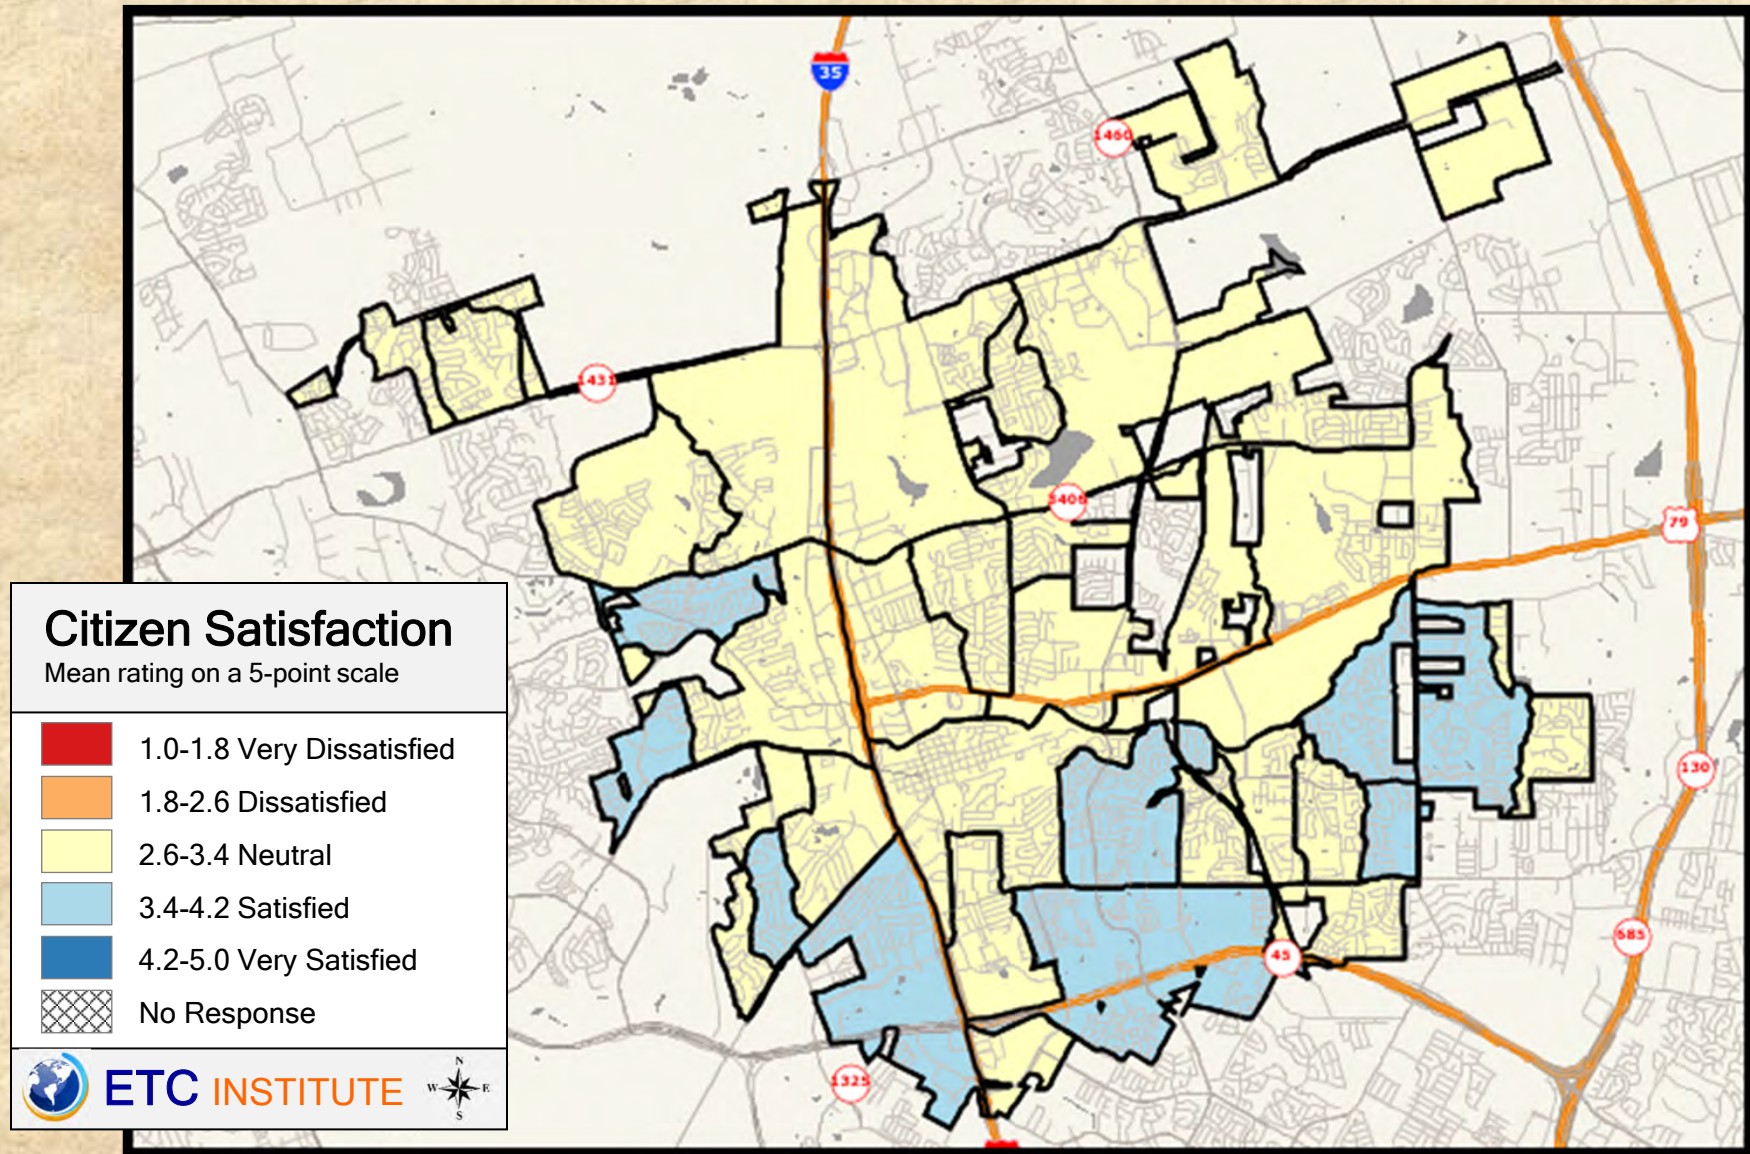 35
1460
1431
3406
79
130
685
45
1325
Citizen Satisfaction
Mean rating on a 5-point scale
1.0-1.8 Very Dissatisfied
1.8-2.6 Dissatisfied
2.6-3.4 Neutral
3.4-4.2 Satisfied
4.2-5.0 Very Satisfied
No Response
ETC INSTITUTE
N
W E
S